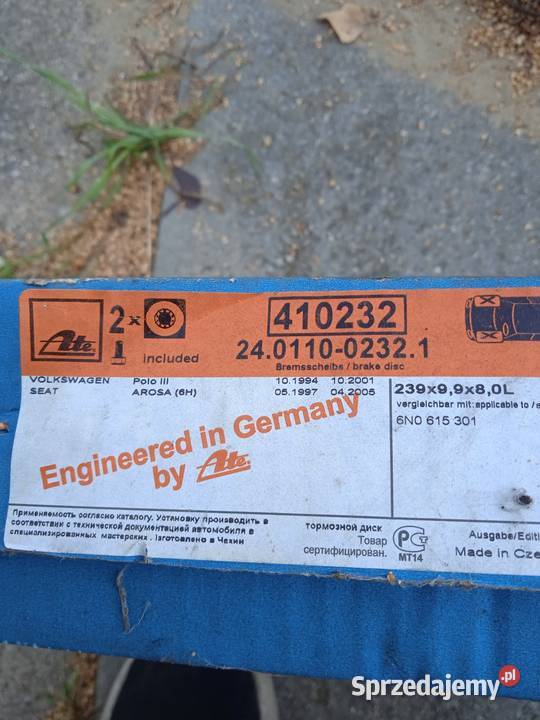 Ate
2x
included
410232
24.0110-0232.1
Bremsscheibe / brake disc
VOLKSWAGEN Polo III 10.1994 10.2001
SEAT AROSA (6H) 05.1997 04.2005
239x9,9x8,0L
vergleichbar mit:applicable to /
6N0 615 301
Engineered in Germany
by Ate.
Применяемость согласно каталогу. Установку производить в
соответствии с технической документацией автомобиля в
специализированных мастерских. Изготовлено в Чехии
тормозной диск
Товар
сертифицирован.
МТ14
Ausgabe/Editi
Made in Cze
Sprzedajemy.pl